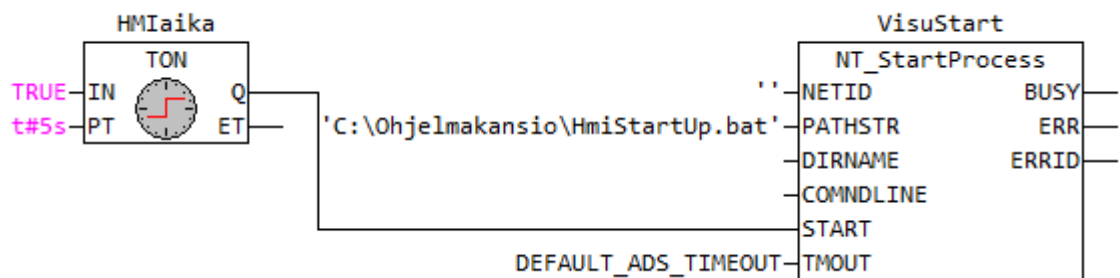 HMIaika
TON
TRUE IN Q
t#5s PT ET
VisuStart
NT_StartProcess
'' NETID BUSY
'C:\Ohjelmakansio\HmiStartUp.bat' PATHSTR ERR
DIRNAME ERRID
COMNDLINE
START
DEFAULT_ADS_TIMEOUT TMOUT